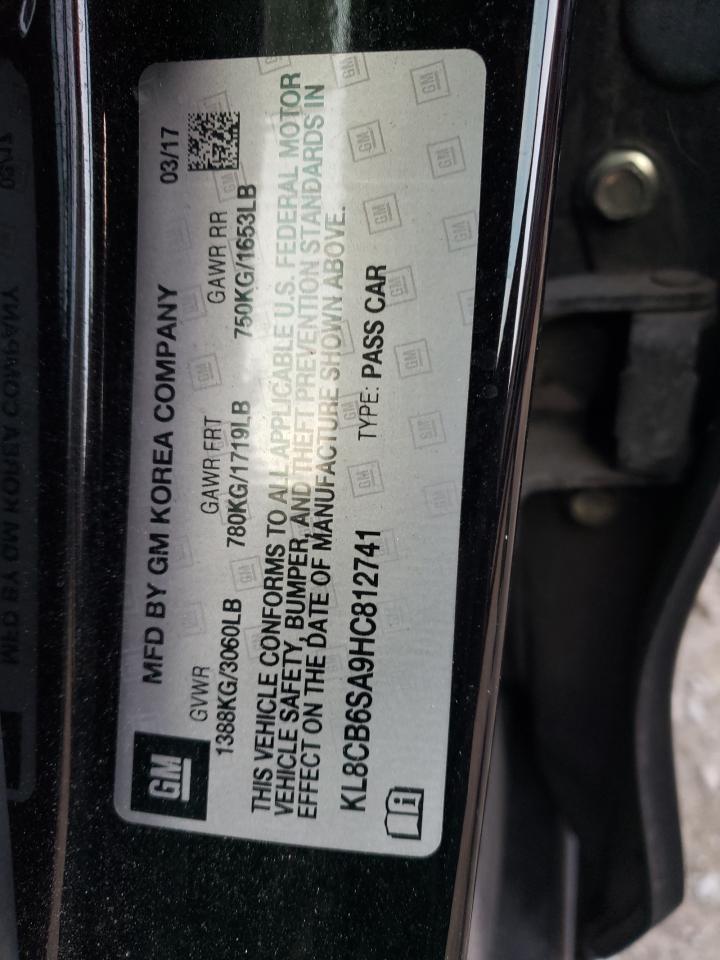 GM
MFD BY GM KOREA COMPANY 03/17
GVWR GAWR FRT GAWR RR
1388KG/3060LB 780KG/1719LB 750KG/1653LB
THIS VEHICLE CONFORMS TO ALL APPLICABLE U.S. FEDERAL MOTOR
VEHICLE SAFETY, BUMPER, AND THEFT PREVENTION STANDARDS IN
EFFECT ON THE DATE OF MANUFACTURE SHOWN ABOVE.
KL8CB6SA9HC812741 TYPE: PASS CAR